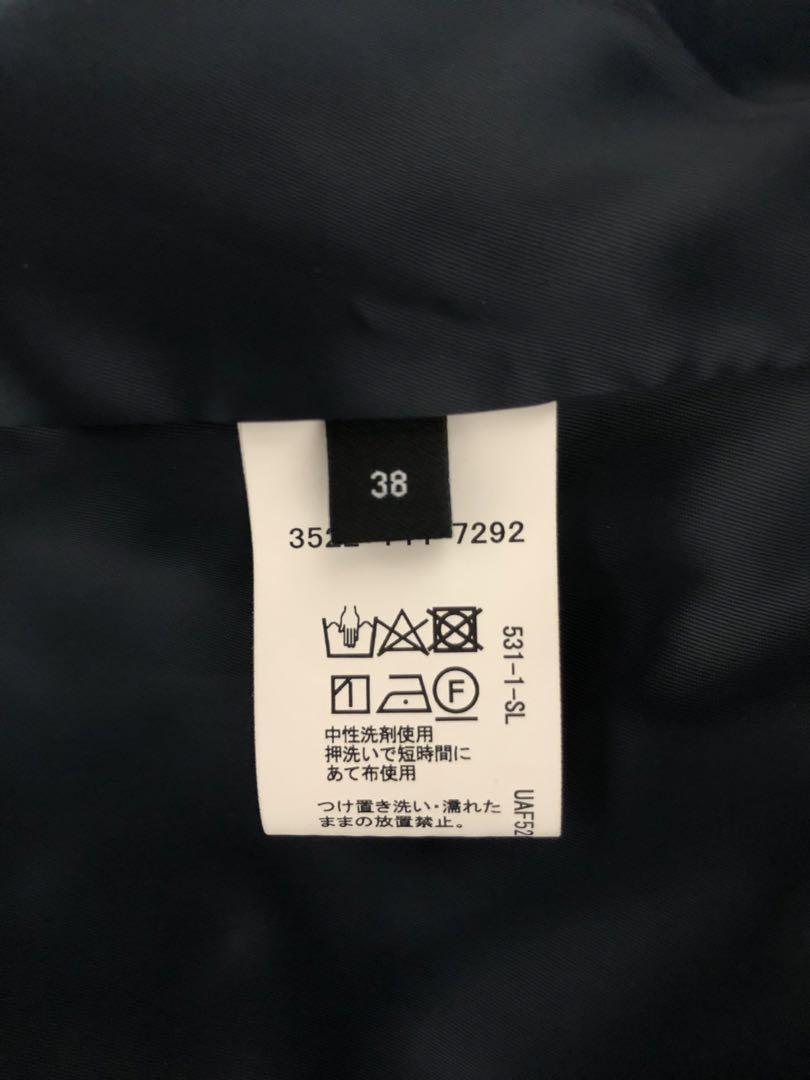 38
7292
F
中性洗剤使用
押洗いで短時間に
あて布使用
つけ置き洗い・濡れた
ままの放置禁止。
531-1-SL
UAF52